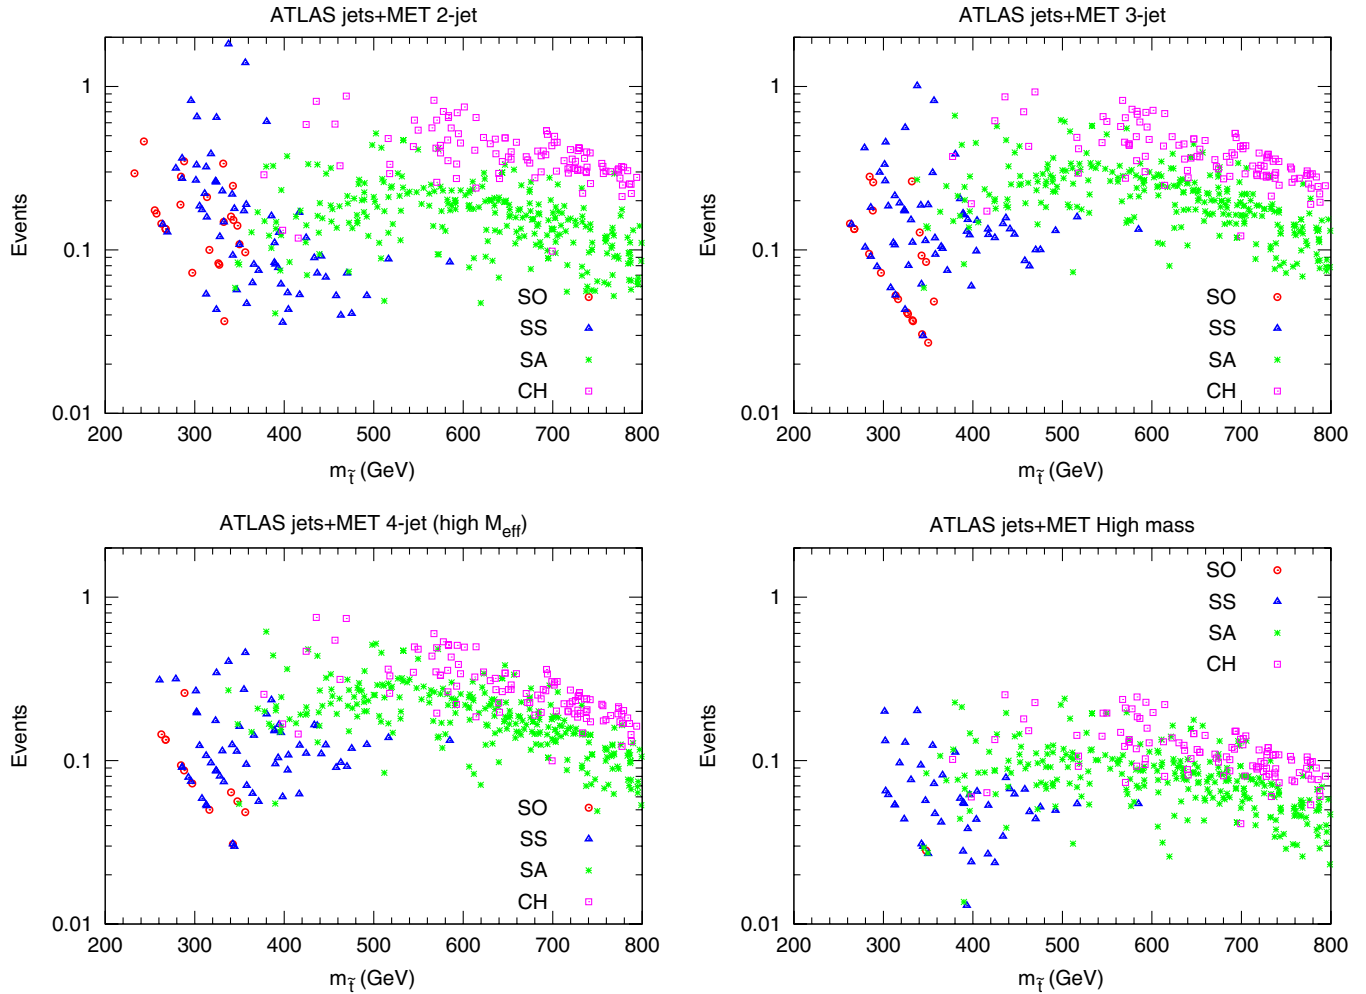 ATLAS jets+MET 2-jet
Events
1
0.1
0.01
200 300 400 500 600 700 800
m_t̃ (GeV)
SO
SS
SA
CH
ATLAS jets+MET 3-jet
Events
1
0.1
0.01
200 300 400 500 600 700 800
m_t̃ (GeV)
SO
SS
SA
CH
ATLAS jets+MET 4-jet (high M_eff)
Events
1
0.1
0.01
200 300 400 500 600 700 800
m_t̃ (GeV)
SO
SS
SA
CH
ATLAS jets+MET High mass
Events
1
0.1
0.01
200 300 400 500 600 700 800
m_t̃ (GeV)
SO
SS
SA
CH